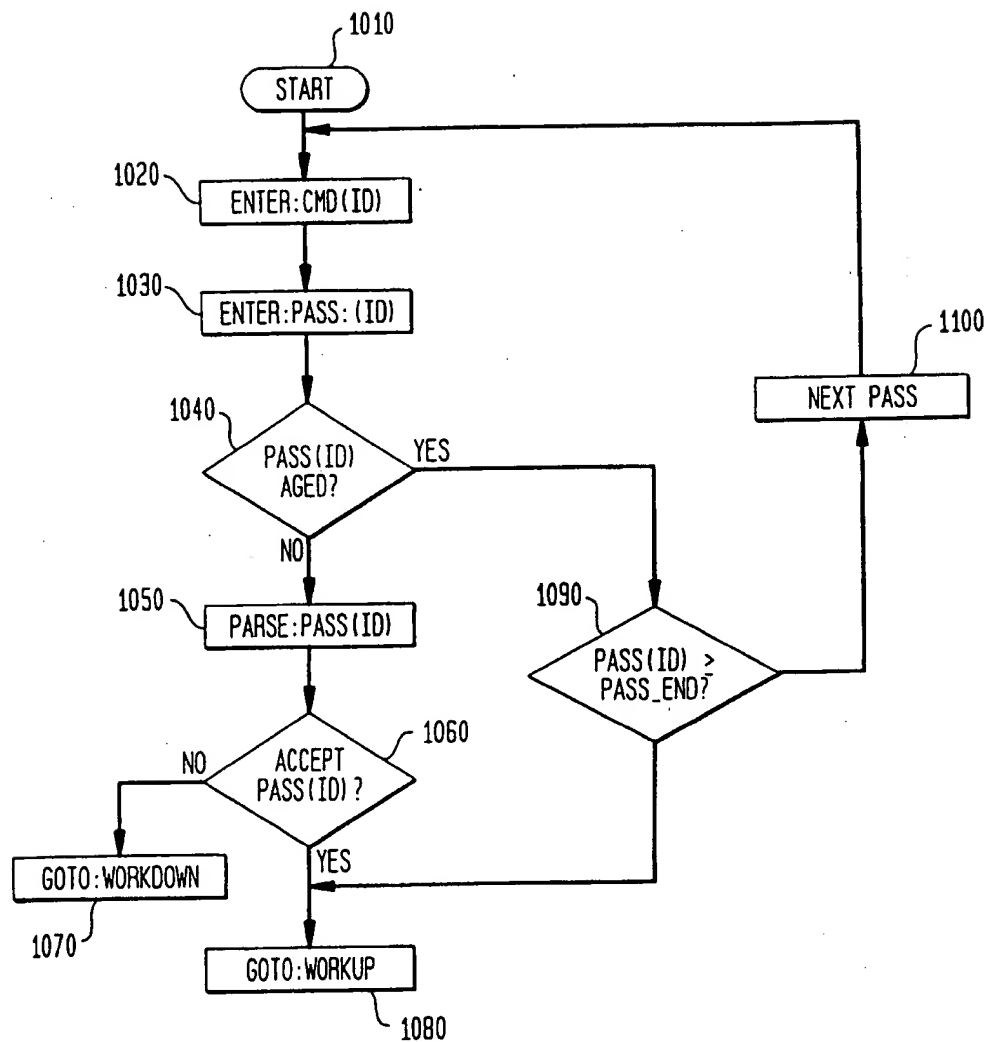 1010
START
1020
ENTER:CMD(ID)
1030
ENTER:PASS:(ID)
1100
NEXT PASS
1040
PASS(ID)
AGED?
YES
NO
1050
PARSE:PASS(ID)
1090
PASS(ID) ≥
PASS_END?
1060
ACCEPT
PASS(ID)?
NO
YES
GOTO:WORKDOWN
1070
GOTO:WORKUP
1080